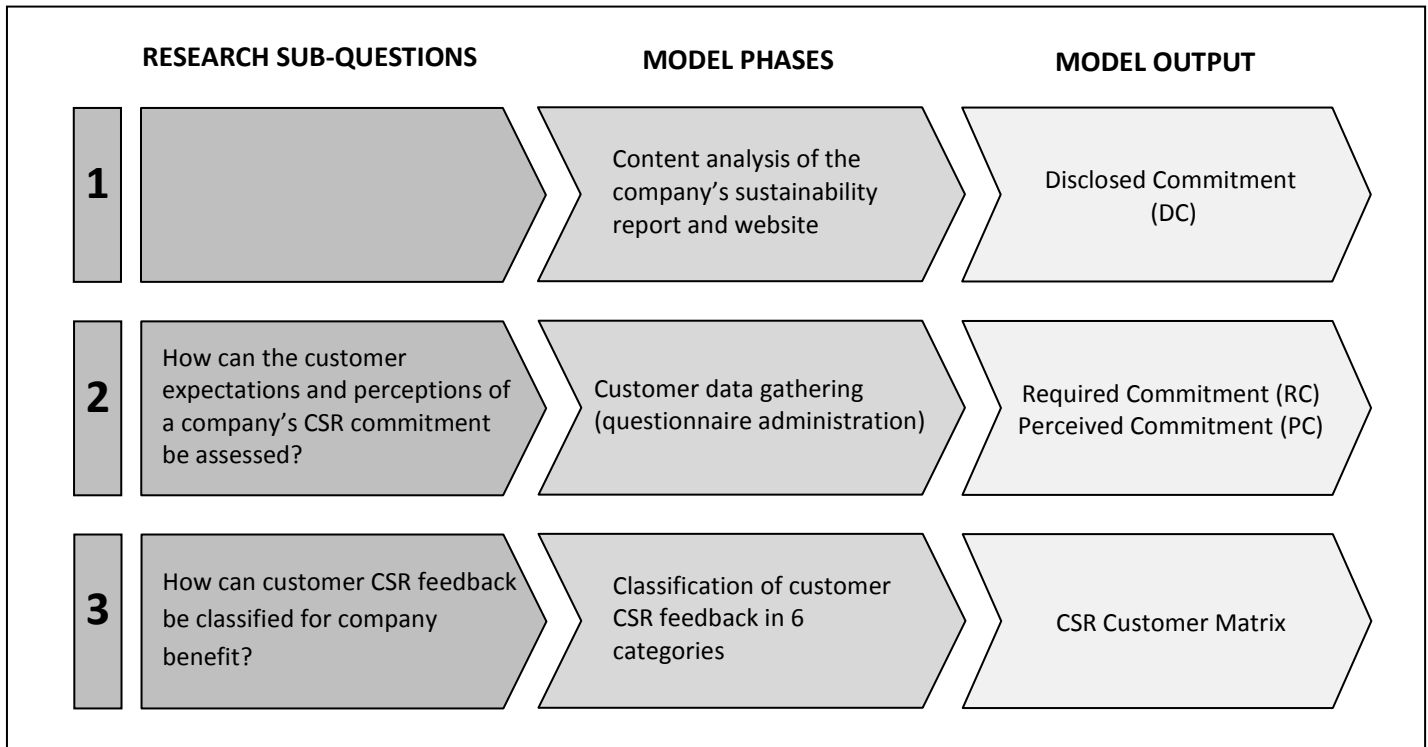 RESEARCH SUB-QUESTIONS
MODEL PHASES
MODEL OUTPUT
1
Content analysis of the
company’s sustainability
report and website
Disclosed Commitment
(DC)
2
How can the customer
expectations and perceptions of
a company’s CSR commitment
be assessed?
Customer data gathering
(questionnaire administration)
Required Commitment (RC)
Perceived Commitment (PC)
3
How can customer CSR feedback
be classified for company
benefit?
Classification of customer
CSR feedback in 6
categories
CSR Customer Matrix